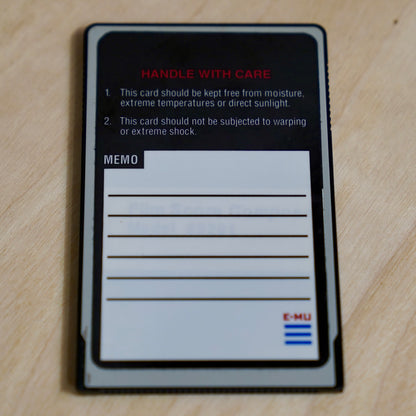 HANDLE WITH CARE
1. This card should be kept free from moisture,
extreme temperatures or direct sunlight.
2. This card should not be subjected to warping
or extreme shock.
MEMO
E-MU